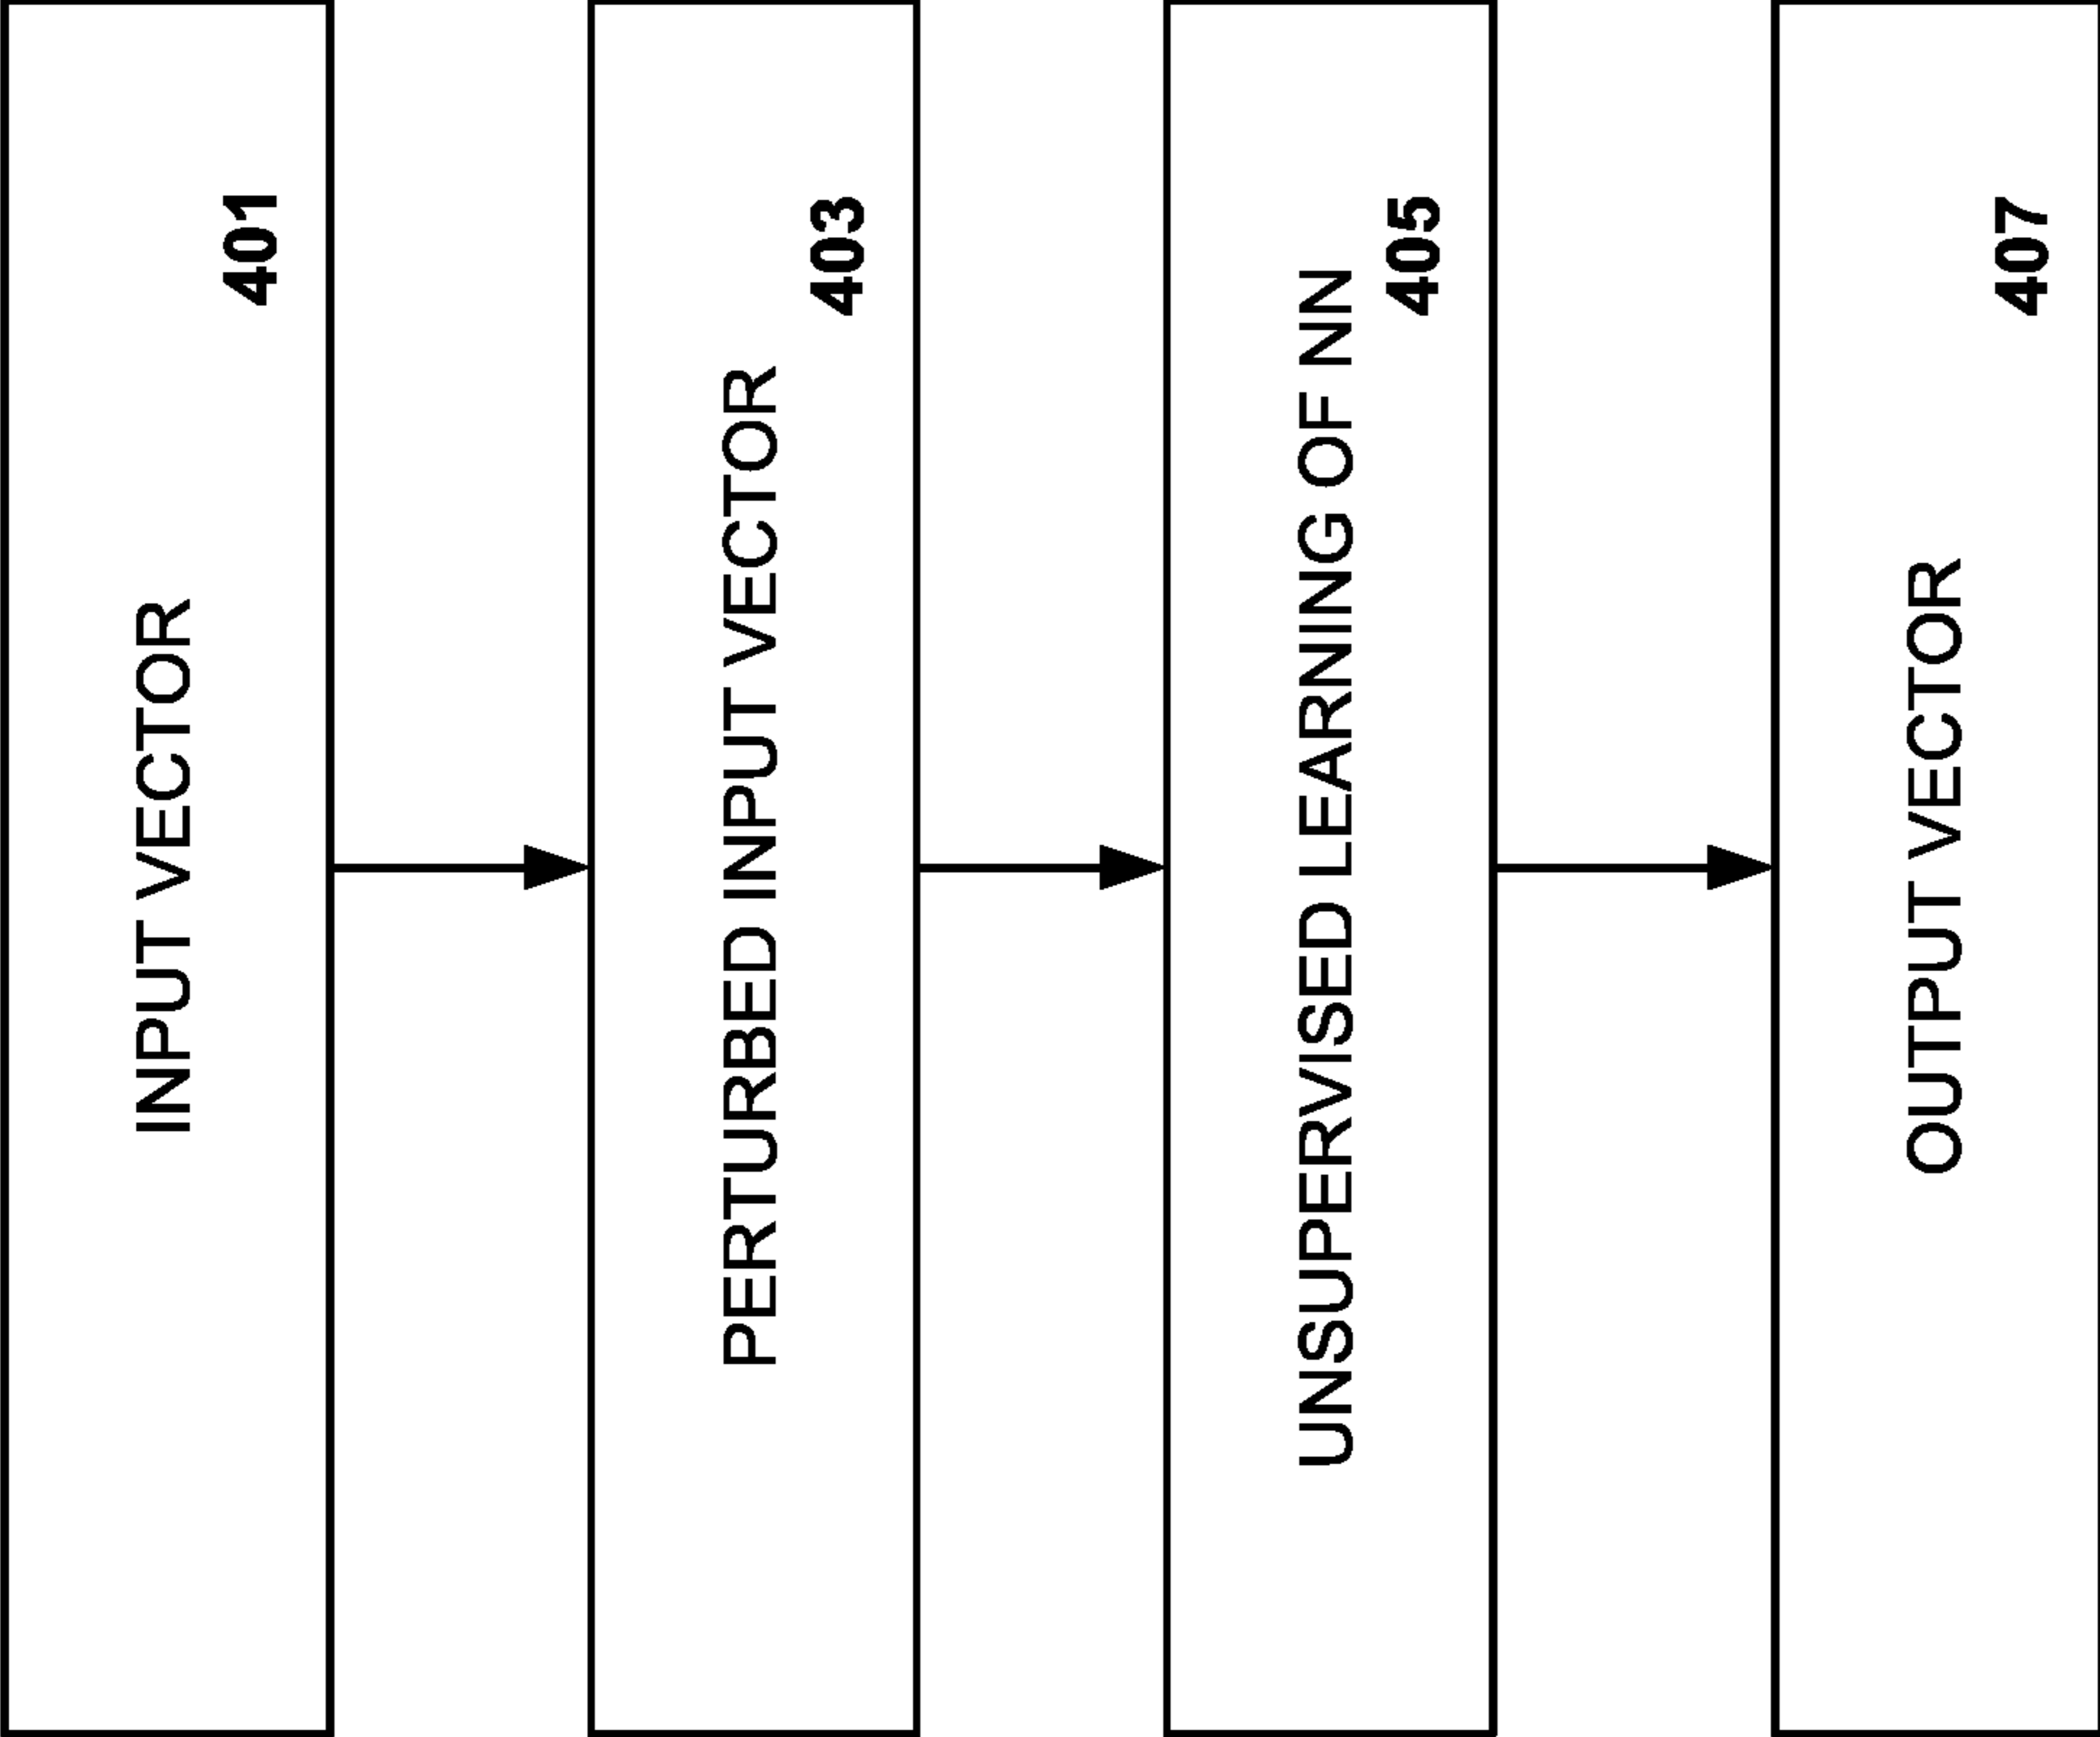 INPUT VECTOR
401
PERTURBED INPUT VECTOR
403
UNSUPERVISED LEARNING OF NN
405
OUTPUT VECTOR
407